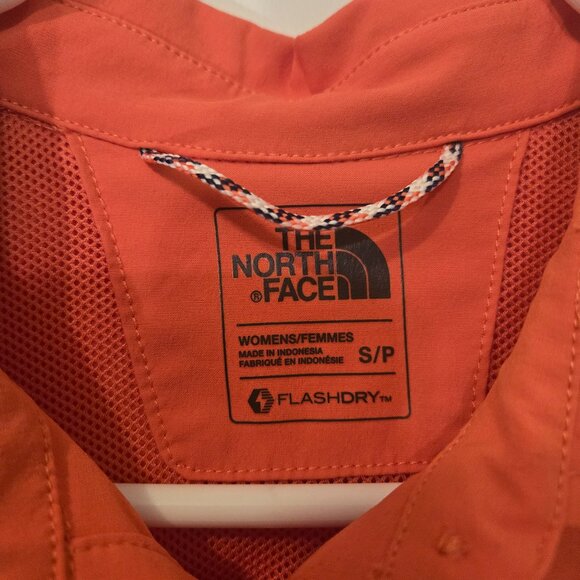 THE
NORTH
® FACE
WOMENS/FEMMES
MADE IN INDONESIA
FABRIQUÉ EN INDONÉSIE
S/P
FLASHDRY™